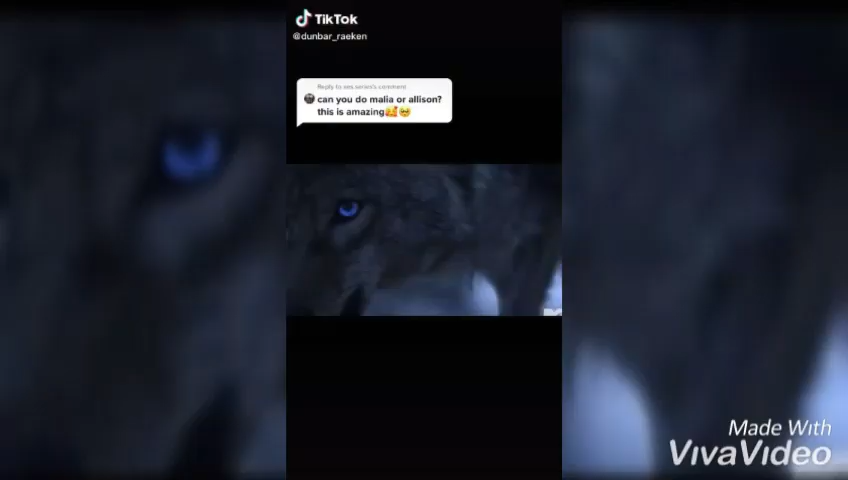 TikTok
@dunbar_raeken
can you do malia or allison?
this is amazing🥰🥺
Made With
VivaVideo